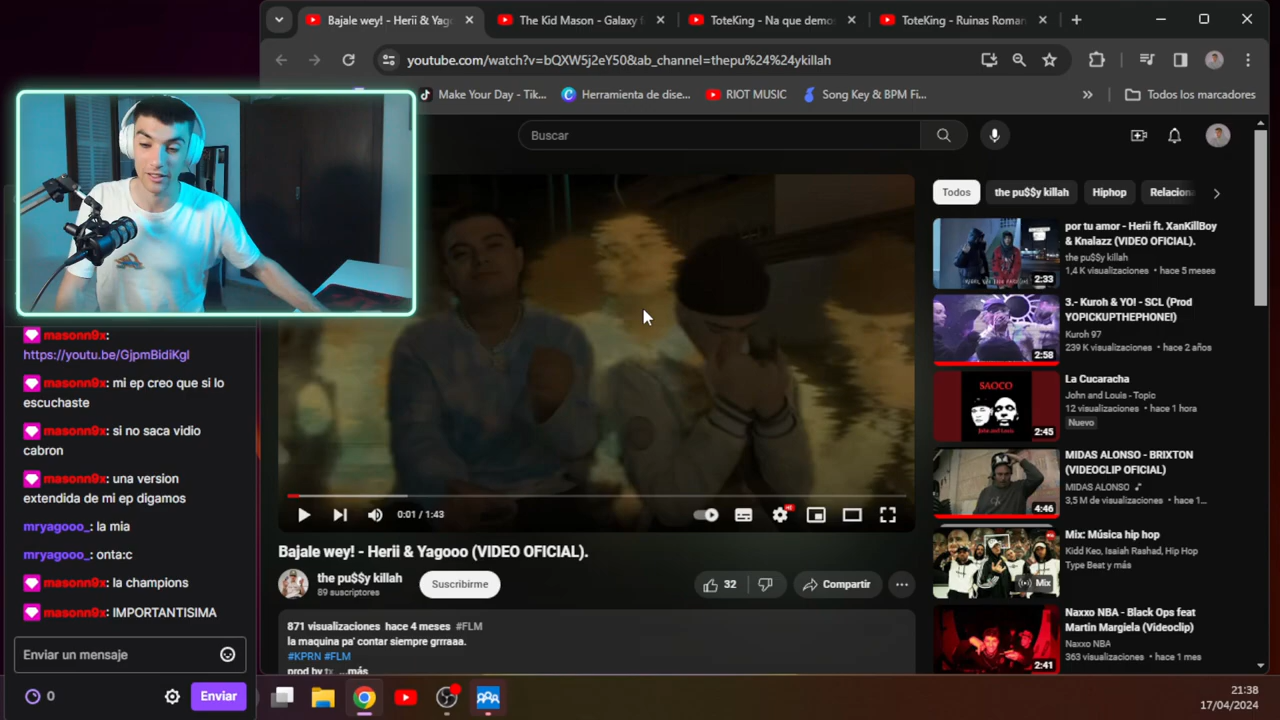 Bajale wey! - Herii & Yago
The Kid Mason - Galaxy
ToteKing - Na que demo
ToteKing - Ruinas Roman
youtube.com/watch?v=bQXW5j2eY50&ab_channel=thepu%24%24ykillah
Make Your Day - Tik...
Herramienta de dise...
RIOT MUSIC
Song Key & BPM Fi...
»
Todos los marcadores
Buscar
Todos
the pu$$y killah
Hiphop
Relacion
por tu amor - Herii ft. XanKillBoy
& Knalazz (VIDEO OFICIAL).
the pu$$y killah
1,4 K visualizaciones • hace 5 meses
2:33
3.- Kuroh & YO! - SCL (Prod
YOPICKUPTHEPHONE!)
Kuroh 97
239 K visualizaciones • hace 2 años
2:58
La Cucaracha
John and Louis - Topic
12 visualizaciones • hace 1 hora
Nuevo
SAOCO
2:45
MIDAS ALONSO - BRIXTON
(VIDEOCLIP OFICIAL)
MIDAS ALONSO
3,5 M de visualizaciones • hace 1...
4:46
Mix: Música hip hop
Kidd Keo, Isaiah Rashad, Hip Hop
Type Beat y más
Mix
Naxxo NBA - Black Ops feat
Martin Margiela (Videoclip)
Naxxo NBA
363 visualizaciones • hace 1 mes
2:41
0:01 / 1:43
Bajale wey! - Herii & Yagooo (VIDEO OFICIAL).
the pu$$y killah
89 suscriptores
Suscribirme
32
Compartir
871 visualizaciones hace 4 meses #FLM
la maquina pa' contar siempre grrraaa.
#KPRN #FLM
prod by tx ...más
masonn9x:
https://youtu.be/GjpmBidiKgI
masonn9x: mi ep creo que si lo
escuchaste
masonn9x: si no saca vidio
cabron
masonn9x: una version
extendida de mi ep digamos
mryagooo_: la mia
mryagooo_: onta:c
masonn9x: la champions
masonn9x: IMPORTANTISIMA
Enviar un mensaje
0
Enviar
21:38
17/04/2024